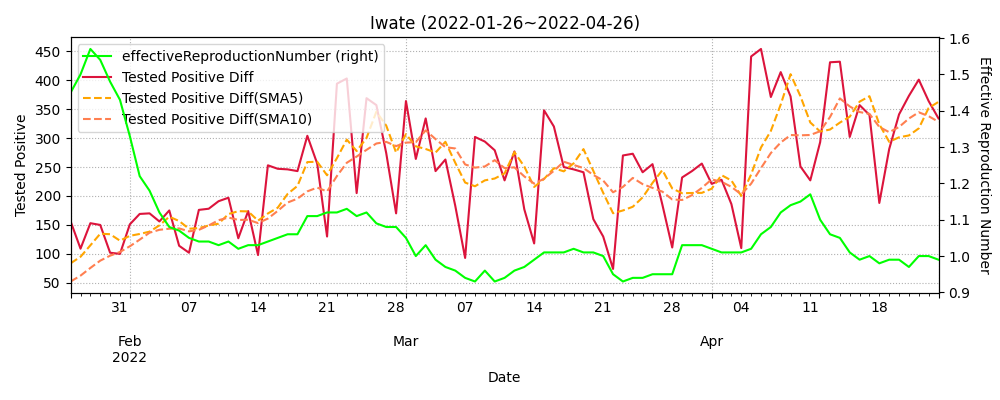 Iwate (2022-01-26~2022-04-26)
effectiveReproductionNumber (right)
Tested Positive Diff
Tested Positive Diff(SMA5)
Tested Positive Diff(SMA10)
Tested Positive
450
400
350
300
250
200
150
100
50
1.6
1.5
1.4
1.3
1.2
1.1
1.0
0.9
Effective Reproduction Number
31 07 14 21 28 07 14 21 28 04 11 18
Feb Mar Apr
2022
Date